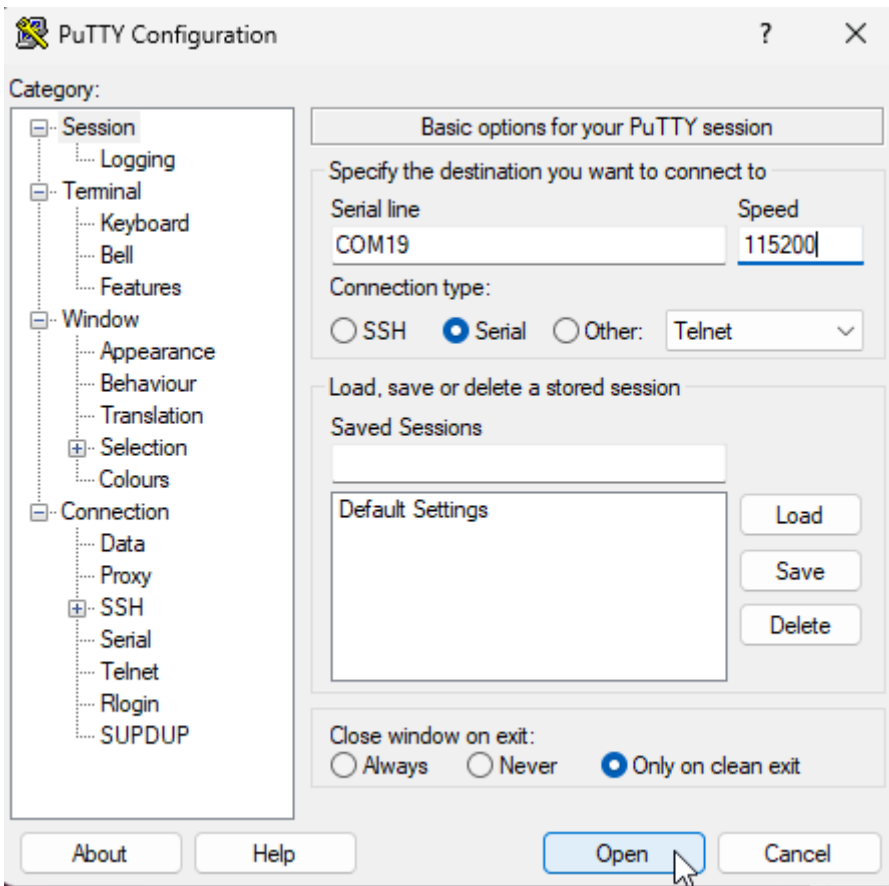 PuTTY Configuration ?
Category:
Session
Logging
Terminal
Keyboard
Bell
Features
Window
Appearance
Behaviour
Translation
Selection
Colours
Connection
Data
Proxy
SSH
Serial
Telnet
Rlogin
SUPDUP
Basic options for your PuTTY session
Specify the destination you want to connect to
Serial line Speed
COM19 115200
Connection type:
SSH Serial Other: Telnet
Load, save or delete a stored session
Saved Sessions
Default Settings
Load
Save
Delete
Close window on exit:
Always Never Only on clean exit
About Help Open Cancel